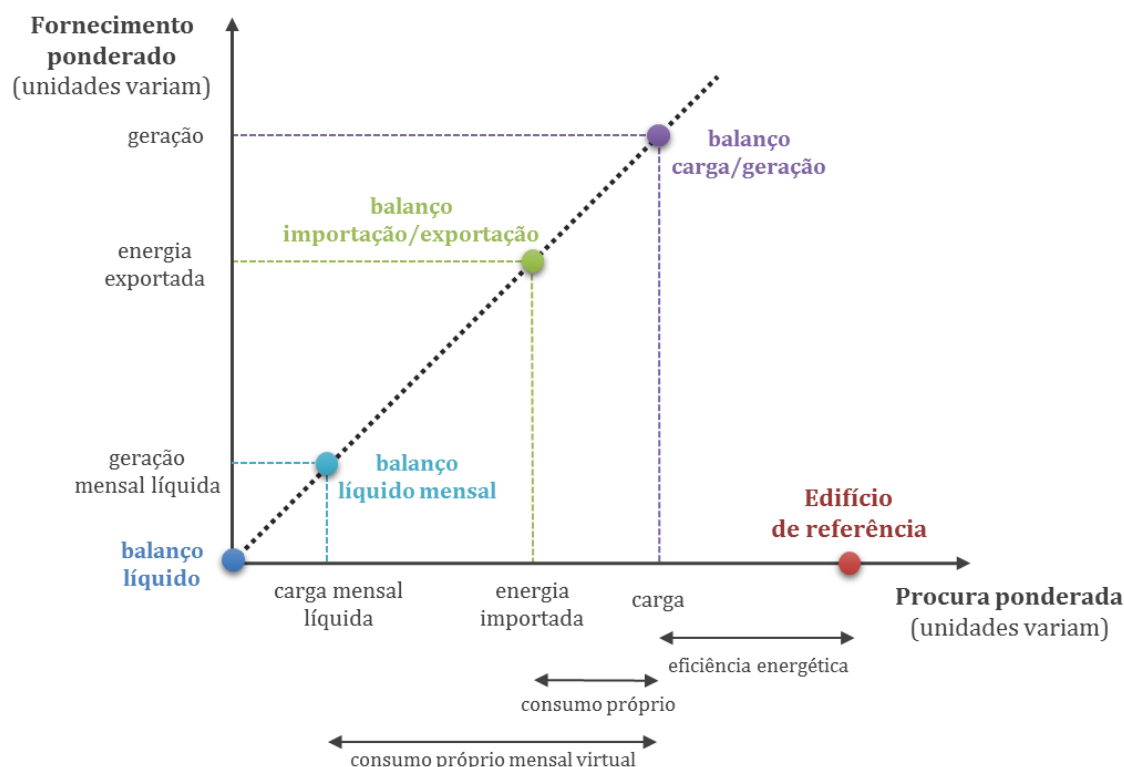 Fornecimento
ponderado
(unidades variam)
geração
balanço
carga/geração
balanço
importação/exportação
energia
exportada
geração
mensal líquida
balanço
líquido mensal
Edifício
de referência
balanço
líquido
carga mensal
líquida
energia
importada
carga
Procura ponderada
(unidades variam)
eficiência energética
consumo próprio
consumo próprio mensal virtual